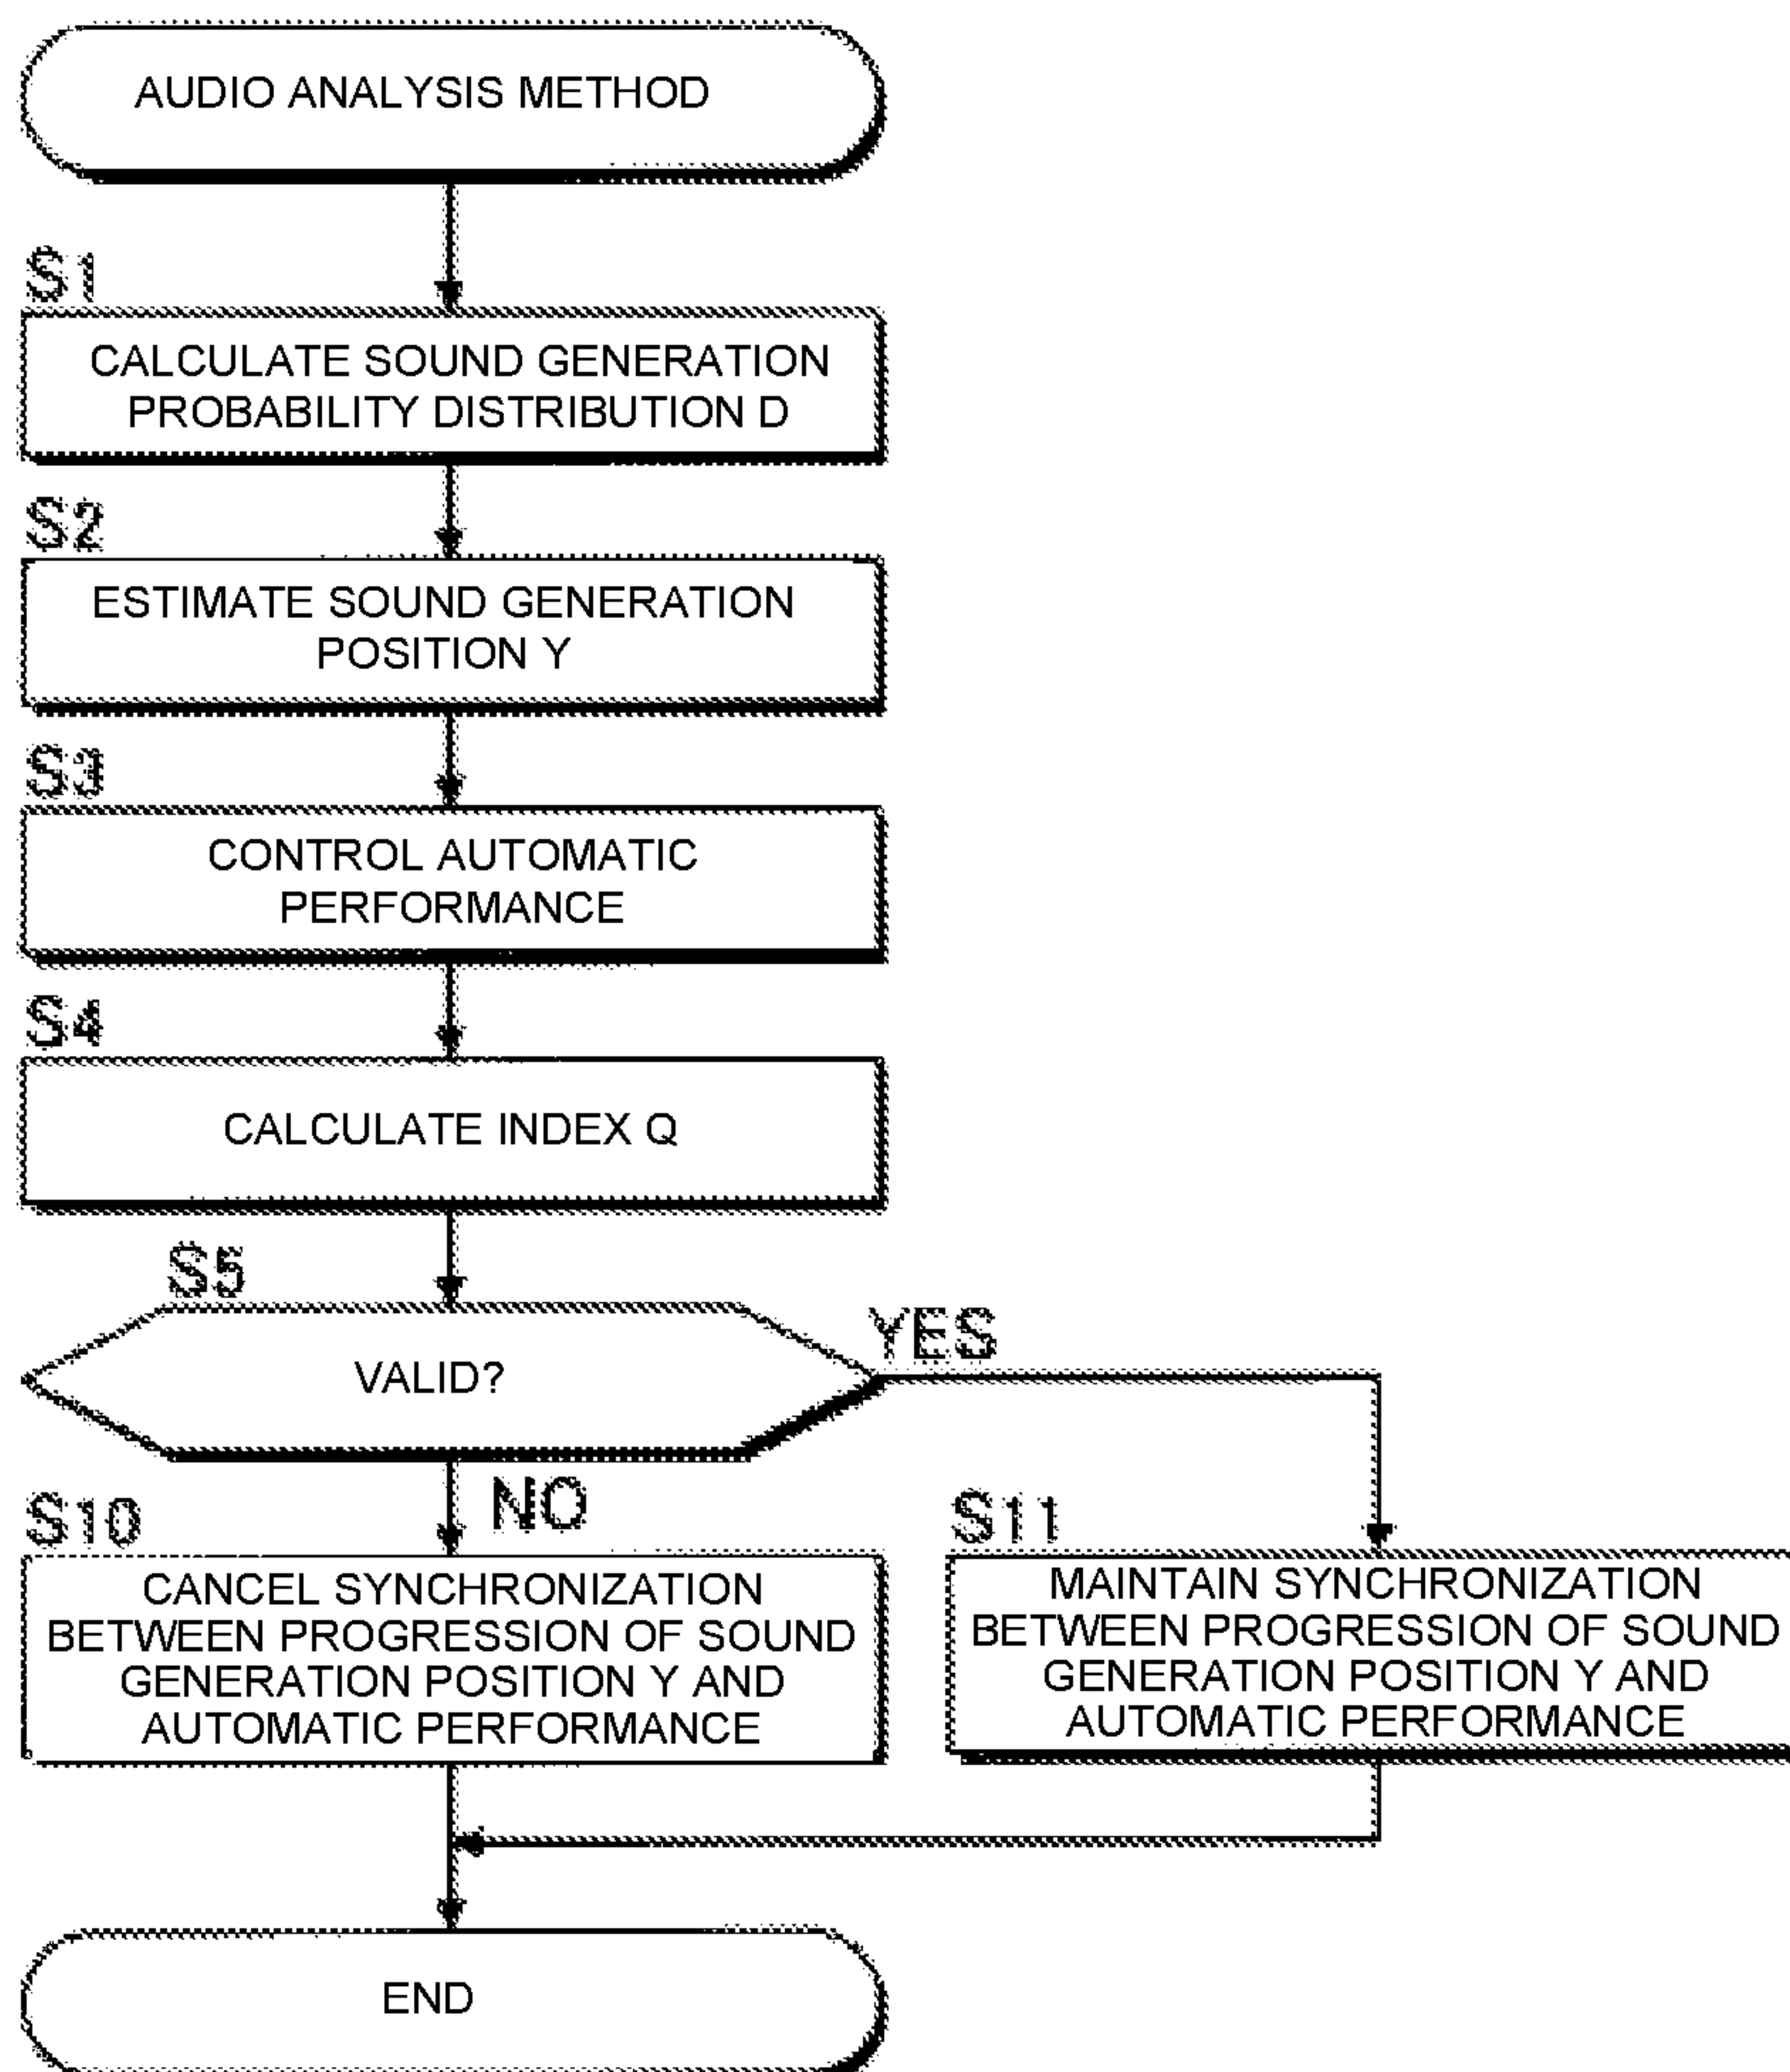 AUDIO ANALYSIS METHOD
S1
CALCULATE SOUND GENERATION
PROBABILITY DISTRIBUTION D
S2
ESTIMATE SOUND GENERATION
POSITION Y
S3
CONTROL AUTOMATIC
PERFORMANCE
S4
CALCULATE INDEX Q
S5
VALID?
YES
NO
S10
CANCEL SYNCHRONIZATION
BETWEEN PROGRESSION OF SOUND
GENERATION POSITION Y AND
AUTOMATIC PERFORMANCE
S11
MAINTAIN SYNCHRONIZATION
BETWEEN PROGRESSION OF SOUND
GENERATION POSITION Y AND
AUTOMATIC PERFORMANCE
END